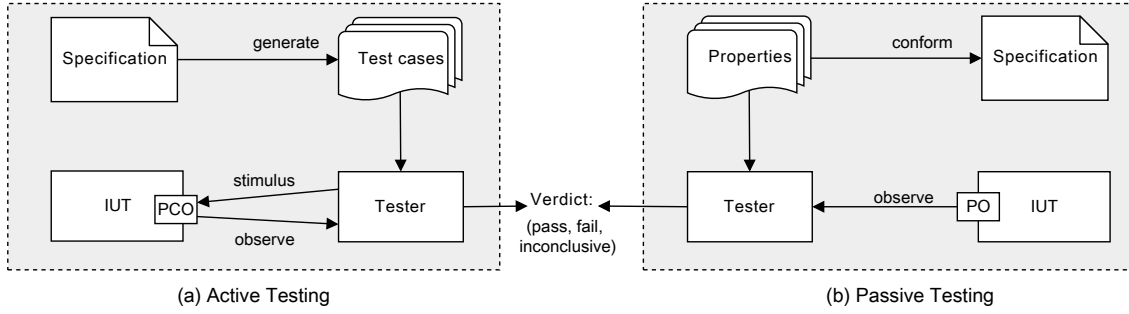 Specification
generate
Test cases
IUT
PCO
stimulus
observe
Tester
Verdict:
(pass, fail,
inconclusive)
Properties
conform
Specification
Tester
observe
PO
IUT
(a) Active Testing
(b) Passive Testing